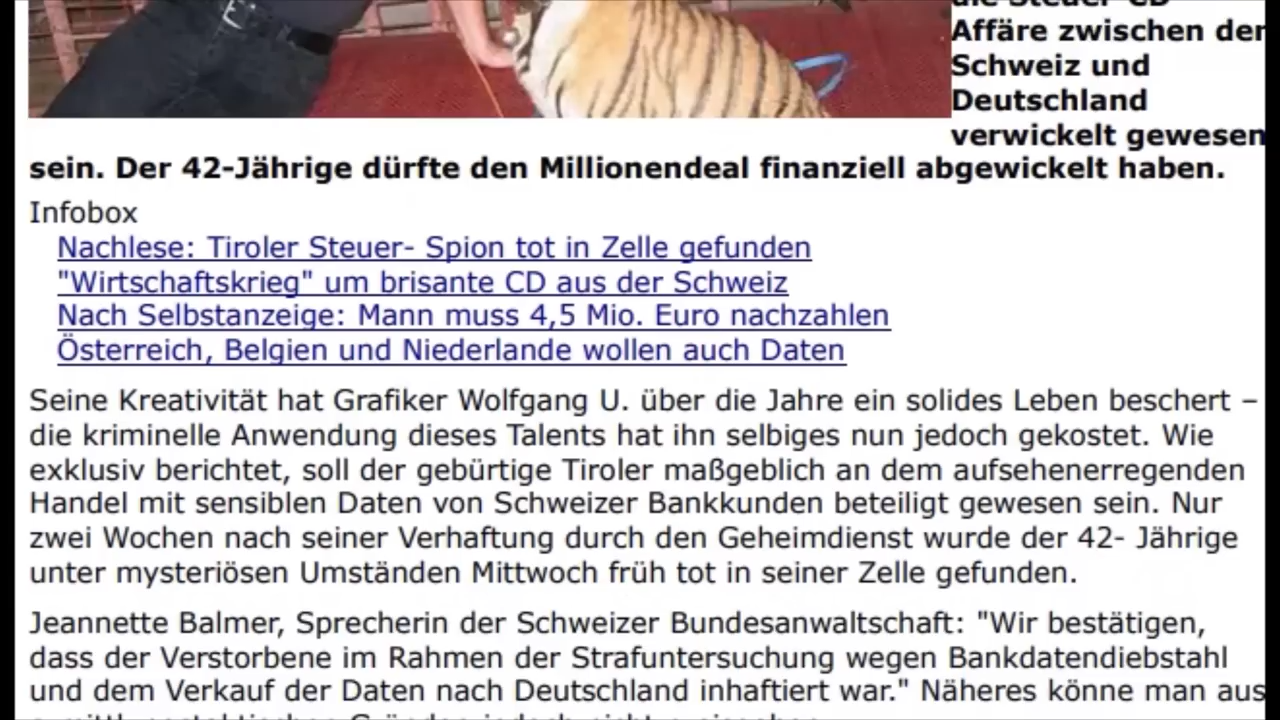 die Steuer-CD-
Affäre zwischen der
Schweiz und
Deutschland
verwickelt gewesen
sein. Der 42-Jährige dürfte den Millionendeal finanziell abgewickelt haben.
Infobox
Nachlese: Tiroler Steuer- Spion tot in Zelle gefunden
"Wirtschaftskrieg" um brisante CD aus der Schweiz
Nach Selbstanzeige: Mann muss 4,5 Mio. Euro nachzahlen
Österreich, Belgien und Niederlande wollen auch Daten
Seine Kreativität hat Grafiker Wolfgang U. über die Jahre ein solides Leben beschert –
die kriminelle Anwendung dieses Talents hat ihn selbiges nun jedoch gekostet. Wie
exklusiv berichtet, soll der gebürtige Tiroler maßgeblich an dem aufsehenerregenden
Handel mit sensiblen Daten von Schweizer Bankkunden beteiligt gewesen sein. Nur
zwei Wochen nach seiner Verhaftung durch den Geheimdienst wurde der 42- Jährige
unter mysteriösen Umständen Mittwoch früh tot in seiner Zelle gefunden.
Jeannette Balmer, Sprecherin der Schweizer Bundesanwaltschaft: "Wir bestätigen,
dass der Verstorbene im Rahmen der Strafuntersuchung wegen Bankdatendiebstahl
und dem Verkauf der Daten nach Deutschland inhaftiert war." Näheres könne man aus